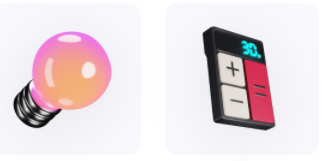 30.
+
=
−